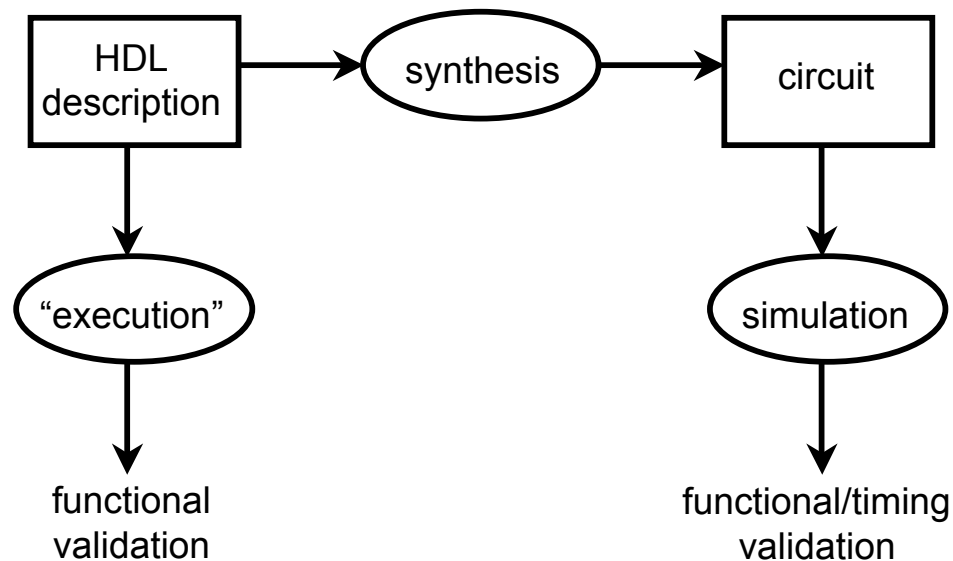 HDL
description
synthesis
circuit
“execution”
simulation
functional
validation
functional/timing
validation